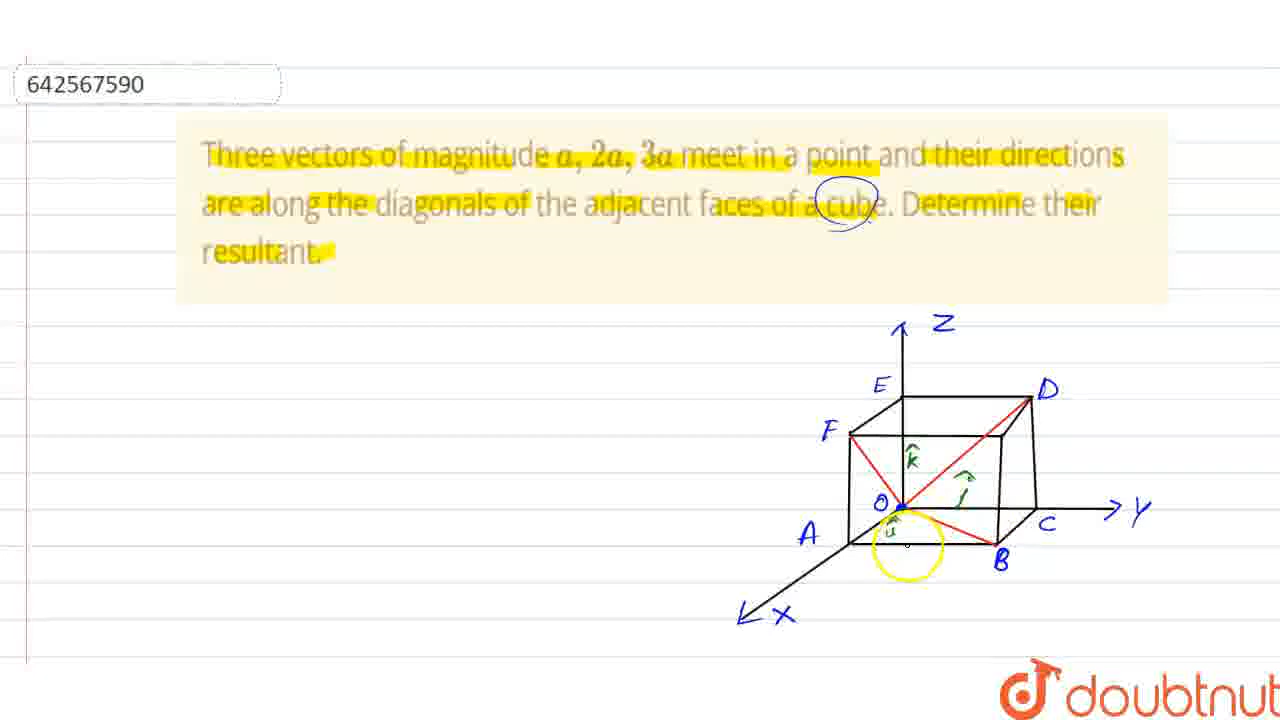 642567590
Three vectors of magnitude a, 2a, 3a meet in a point and their directions
are along the diagonals of the adjacent faces of a cube. Determine their
resultant.
Z
E
D
F
k̂
ĵ
O
Y
C
A
B
X
doubtnut